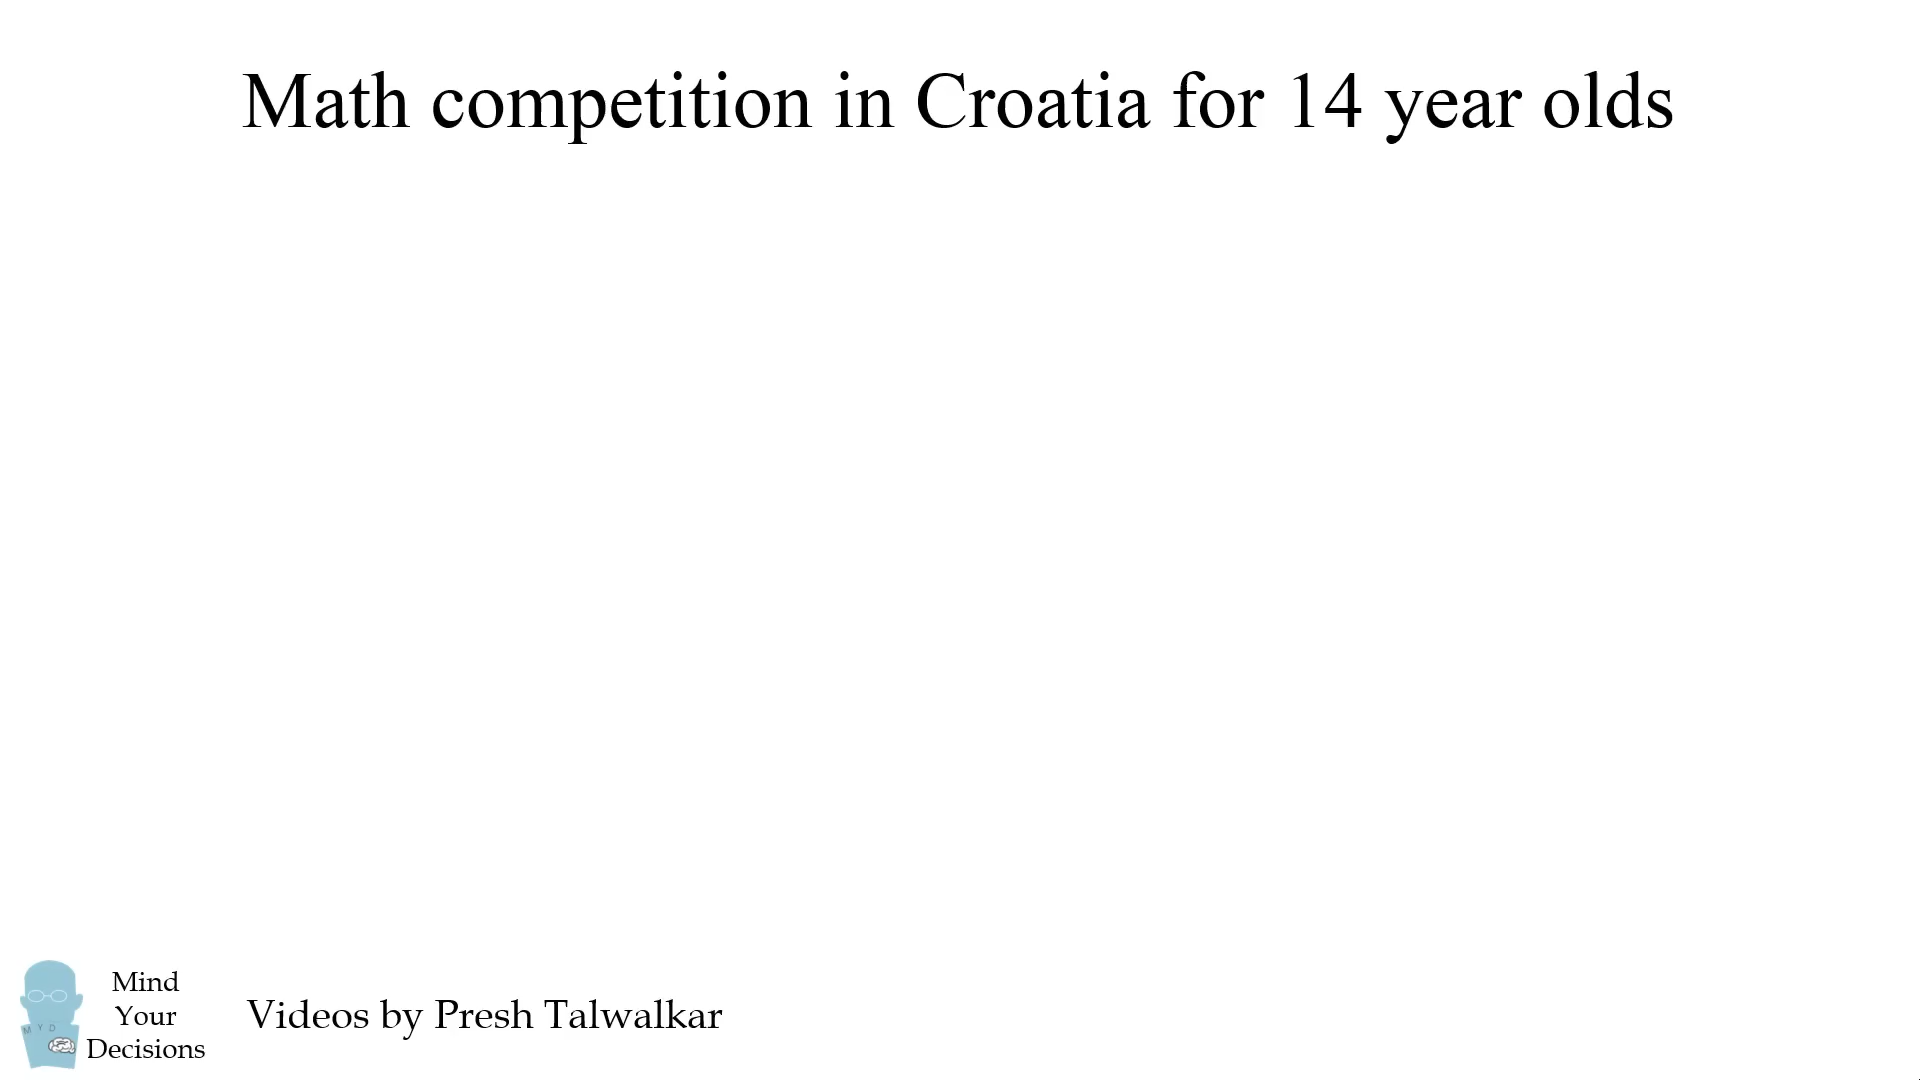 Math competition in Croatia for 14 year olds
M Y D
Mind
Your
Decisions
Videos by Presh Talwalkar